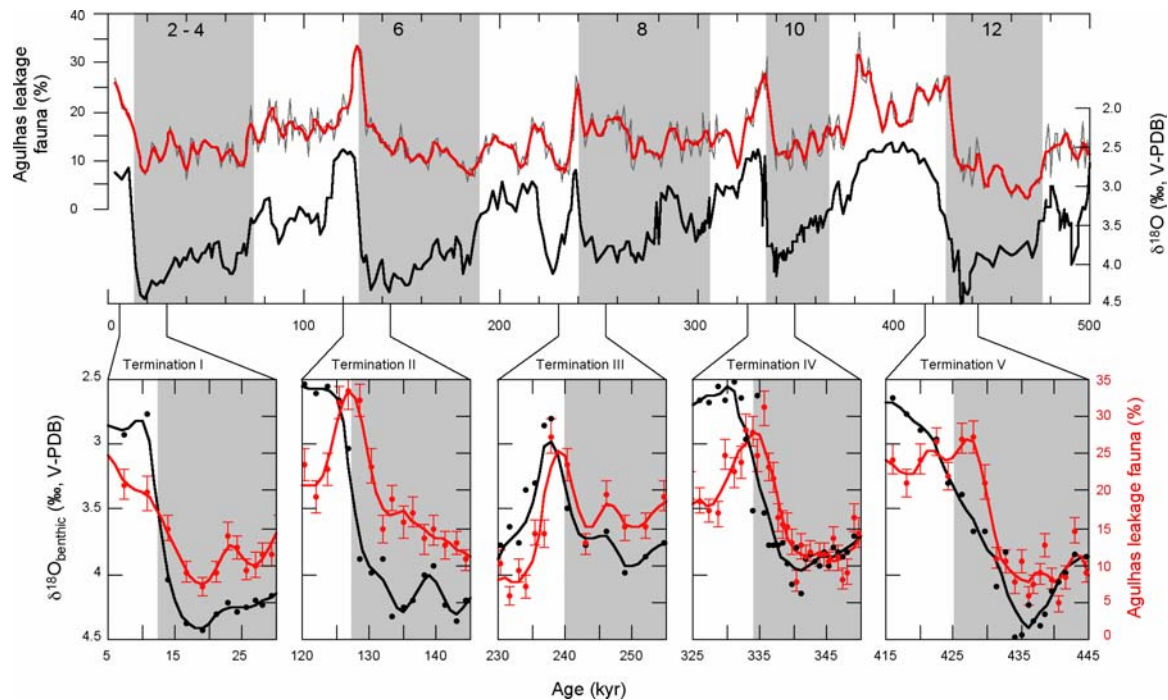 2 - 4 6 8 10 12
40
30
20
10
0
Agulhas leakage
fauna (%)
2.0
2.5
3.0
3.5
4.0
4.5
δ18O (‰, V-PDB)
0 100 200 300 400 500
Termination I Termination II Termination III Termination IV Termination V
2.5
3
3.5
4
4.5
δ18Obenthic (‰, V-PDB)
35
30
25
20
15
10
5
0
Agulhas leakage fauna (%)
5 15 25 120 130 140 230 240 250 325 335 345 415 425 435 445
Age (kyr)